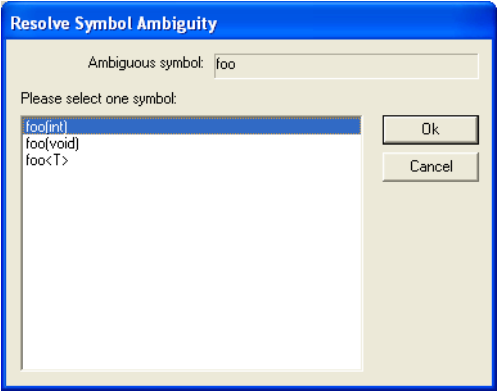 Resolve Symbol Ambiguity
Ambiguous symbol: foo
Please select one symbol:
foo(int)
foo(void)
foo<T>
Ok
Cancel